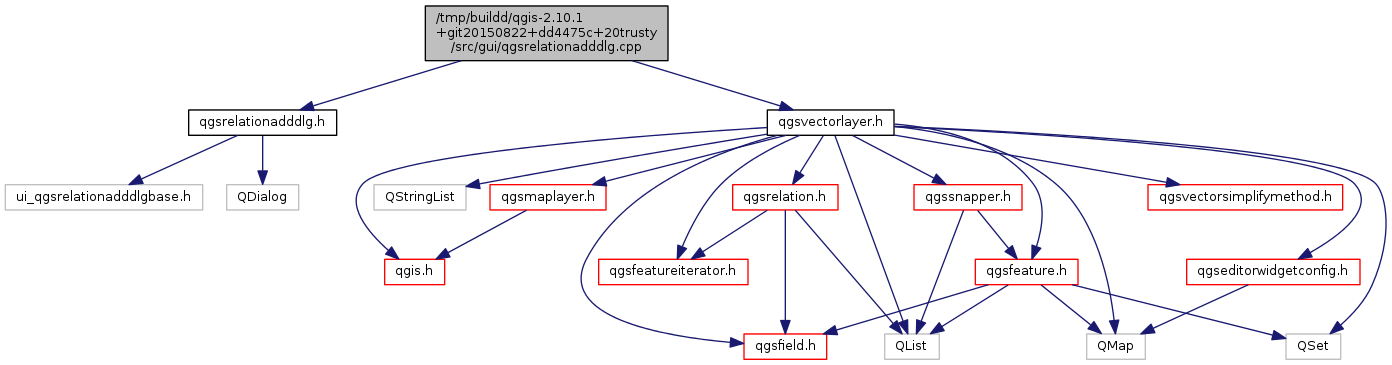 /tmp/buildd/qgis-2.10.1
+git20150822+dd4475c+20trusty
/src/gui/qgsrelationadddlg.cpp
qgsrelationadddlg.h
qgsvectorlayer.h
ui_qgsrelationadddlgbase.h
QDialog
QStringList
qgsmaplayer.h
qgsrelation.h
qgssnapper.h
qgsvectorsimplifymethod.h
qgis.h
qgsfeatureiterator.h
qgsfeature.h
qgseditorwidgetconfig.h
qgsfield.h
QList
QMap
QSet